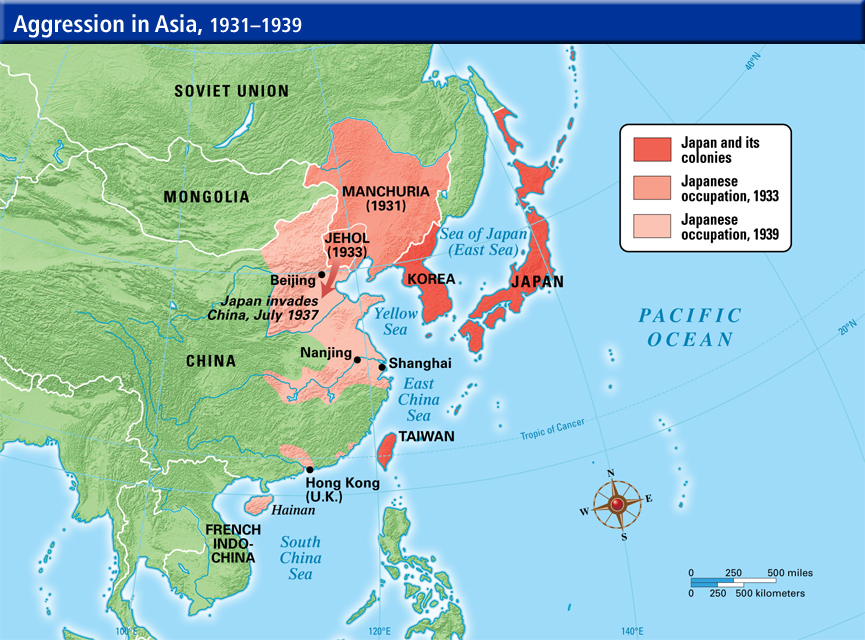 Aggression in Asia, 1931–1939
40°N
SOVIET UNION
Japan and its
colonies
Japanese
occupation, 1933
Japanese
occupation, 1939
MONGOLIA
MANCHURIA
(1931)
JEHOL
(1933)
Sea of Japan
(East Sea)
Beijing
KOREA
JAPAN
Japan invades
China, July 1937
Yellow
Sea
PACIFIC
OCEAN
20°N
CHINA
Nanjing
Shanghai
East
China
Sea
TAIWAN
Tropic of Cancer
Hong Kong
(U.K.)
Hainan
FRENCH
INDO-
CHINA
South
China
Sea
N
W
E
S
0 250 500 miles
0 250 500 kilometers
100°E
120°E
140°E